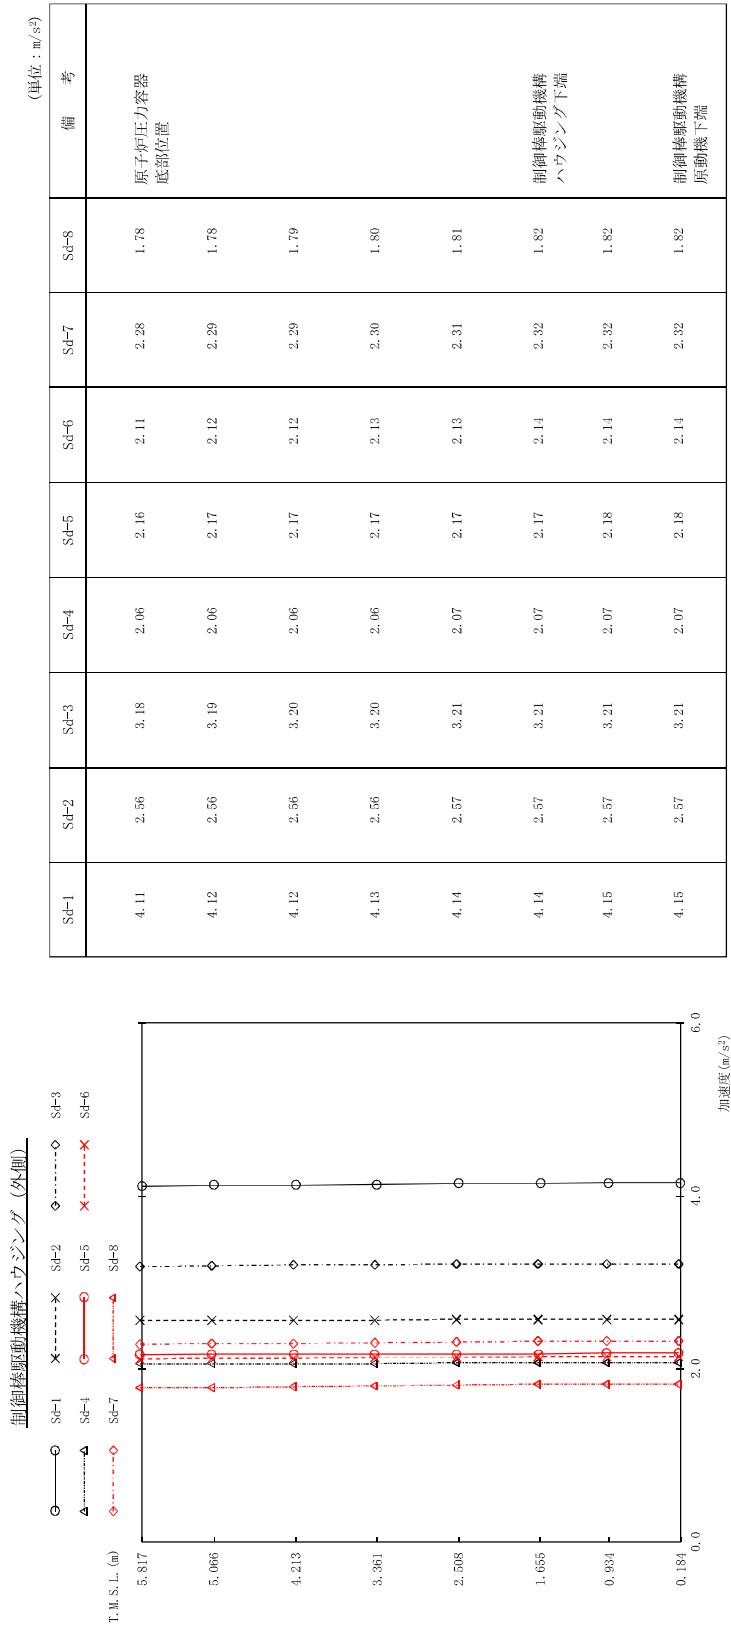 制御棒駆動機構ハウジング (外側)
Sd-1 Sd-2 Sd-3
Sd-4 Sd-5 Sd-6
Sd-7 Sd-8
T.M.S.L.(m)
5.817
5.066
4.213
3.361
2.508
1.655
0.934
0.184
0.0 2.0 4.0 6.0
加速度(m/s²)
(単位:m/s²)
Sd-1 Sd-2 Sd-3 Sd-4 Sd-5 Sd-6 Sd-7 Sd-8 備 考
4.11 2.56 3.18 2.06 2.16 2.11 2.28 1.78 原子炉圧力容器
底部位置
4.12 2.56 3.19 2.06 2.17 2.12 2.29 1.78
4.12 2.56 3.20 2.06 2.17 2.12 2.29 1.79
4.13 2.56 3.20 2.06 2.17 2.13 2.30 1.80
4.14 2.57 3.21 2.07 2.17 2.13 2.31 1.81
4.14 2.57 3.21 2.07 2.17 2.14 2.32 1.82 制御棒駆動機構
ハウジング下端
4.15 2.57 3.21 2.07 2.18 2.14 2.32 1.82
4.15 2.57 3.21 2.07 2.18 2.14 2.32 1.82 制御棒駆動機構
原動機下端